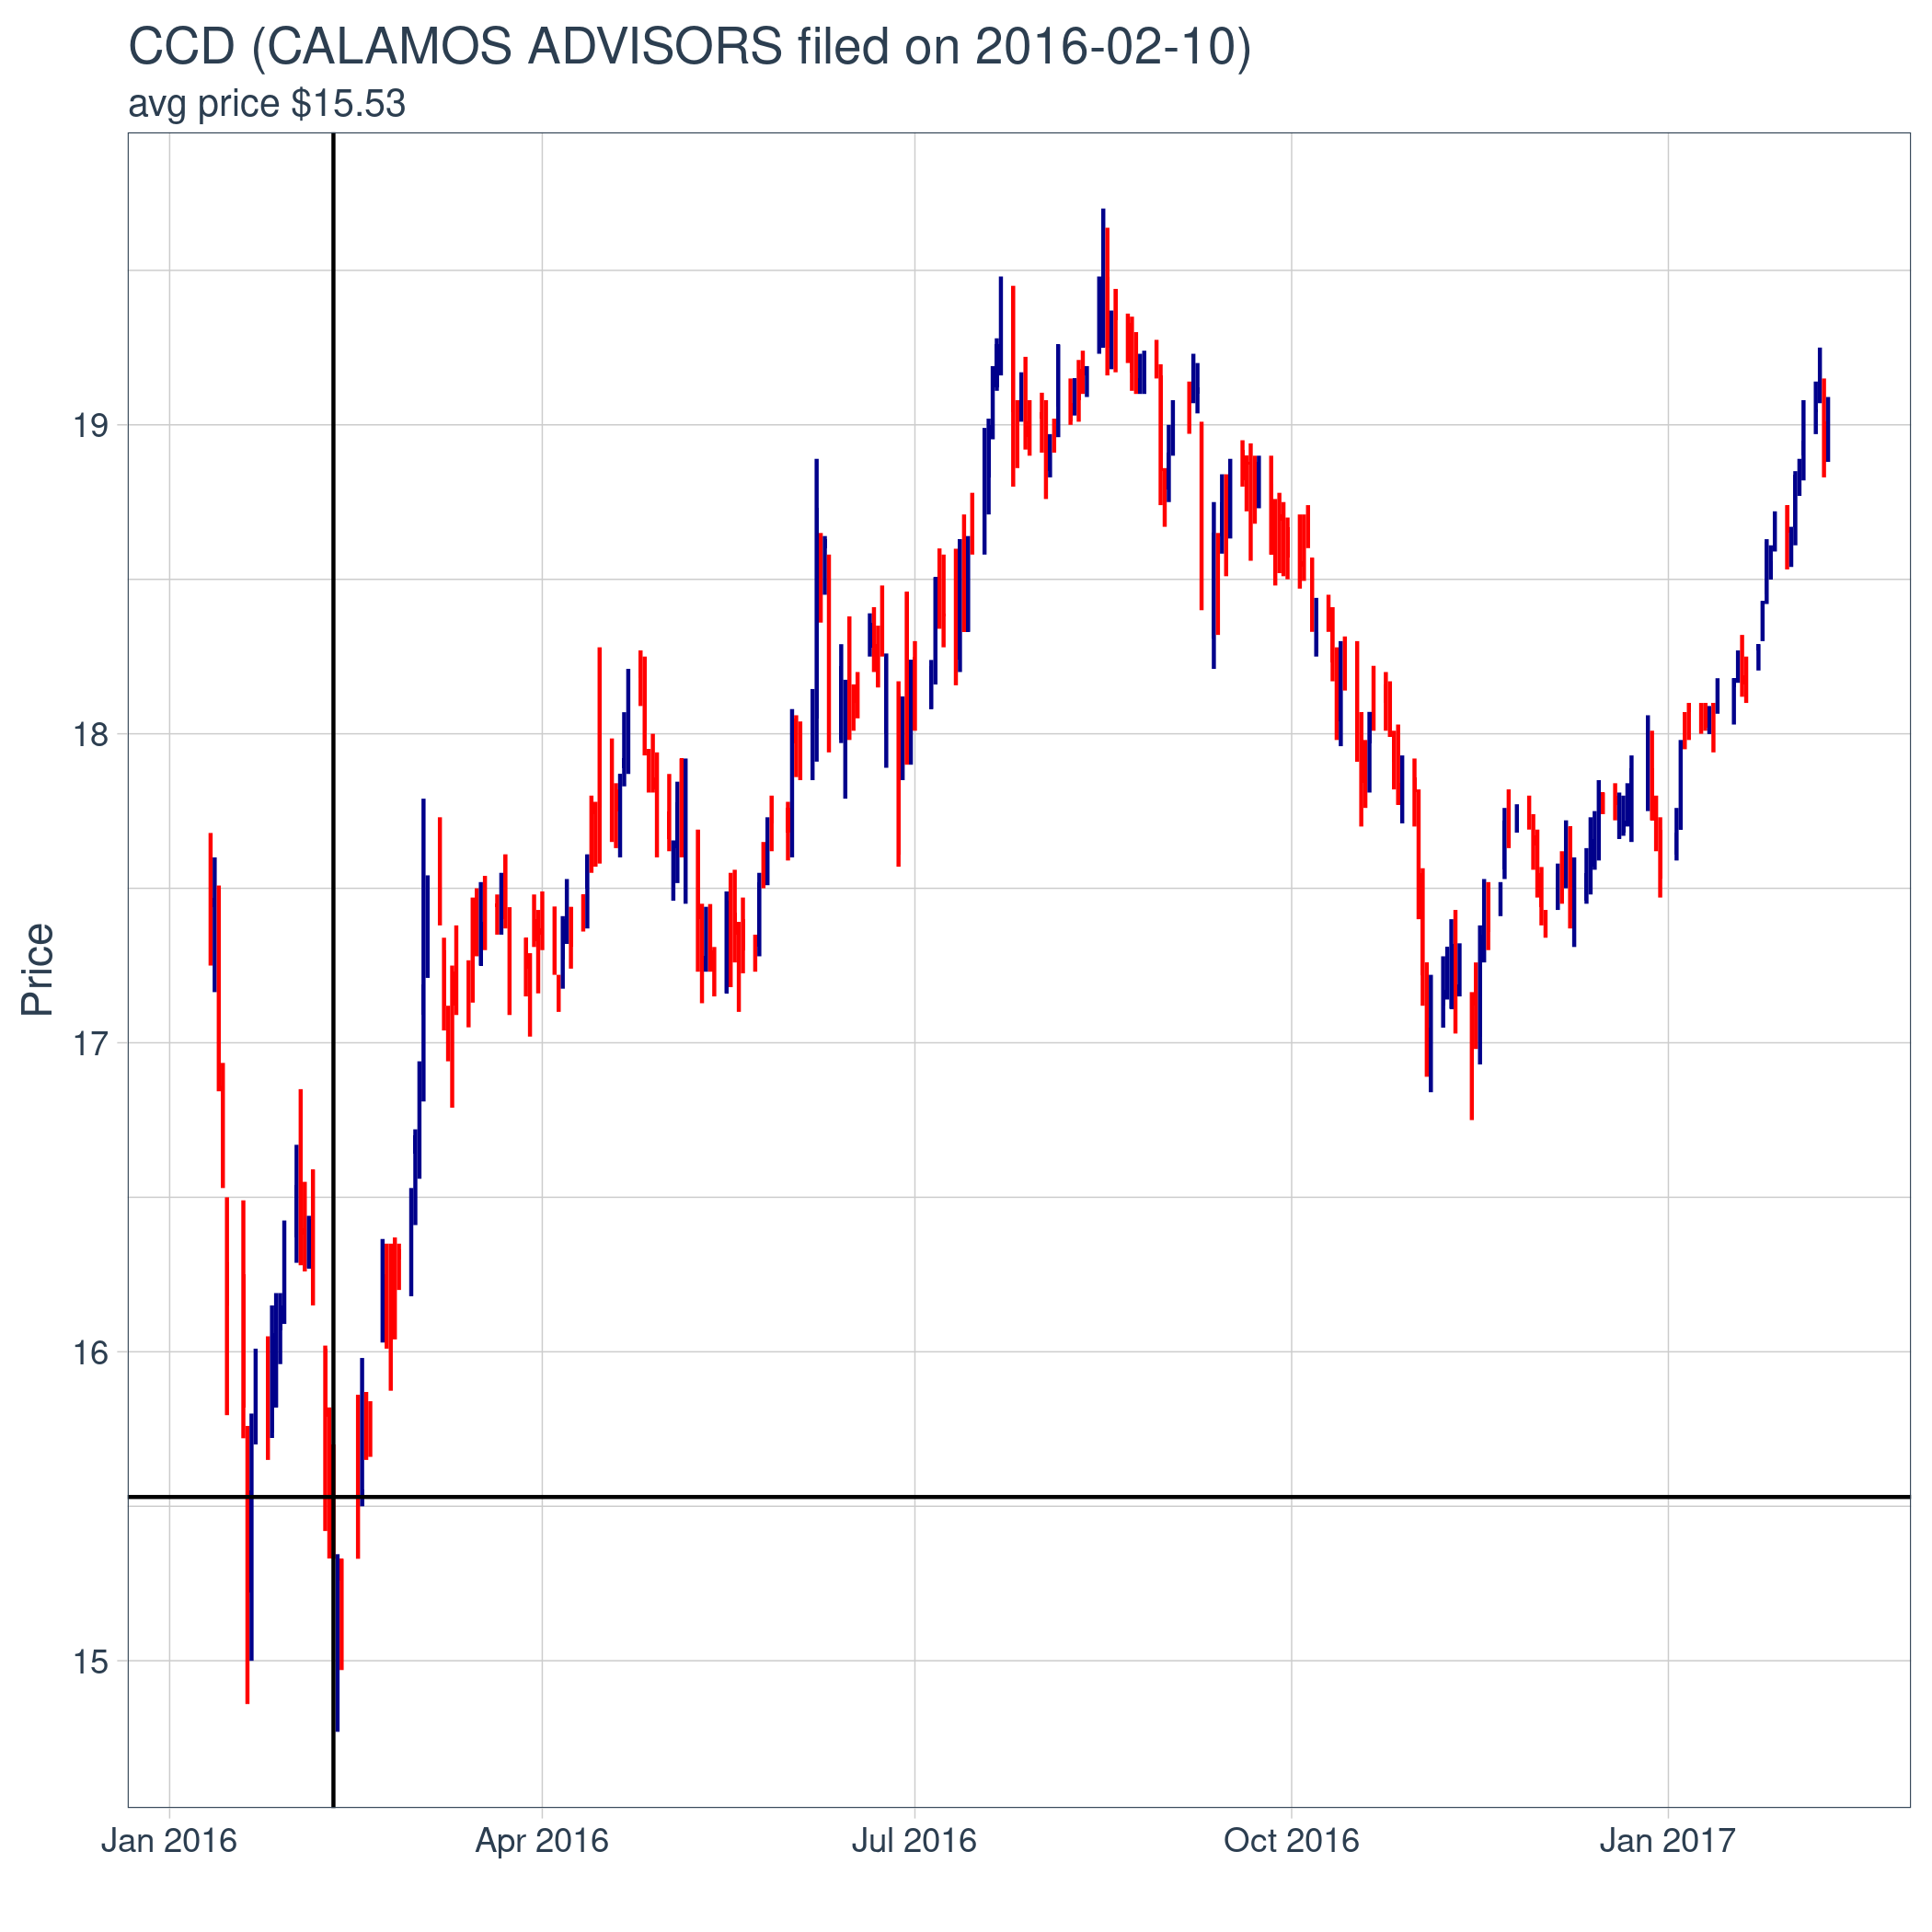 CCD (CALAMOS ADVISORS filed on 2016-02-10)
avg price $15.53
Price
19
18
17
16
15
Jan 2016
Apr 2016
Jul 2016
Oct 2016
Jan 2017